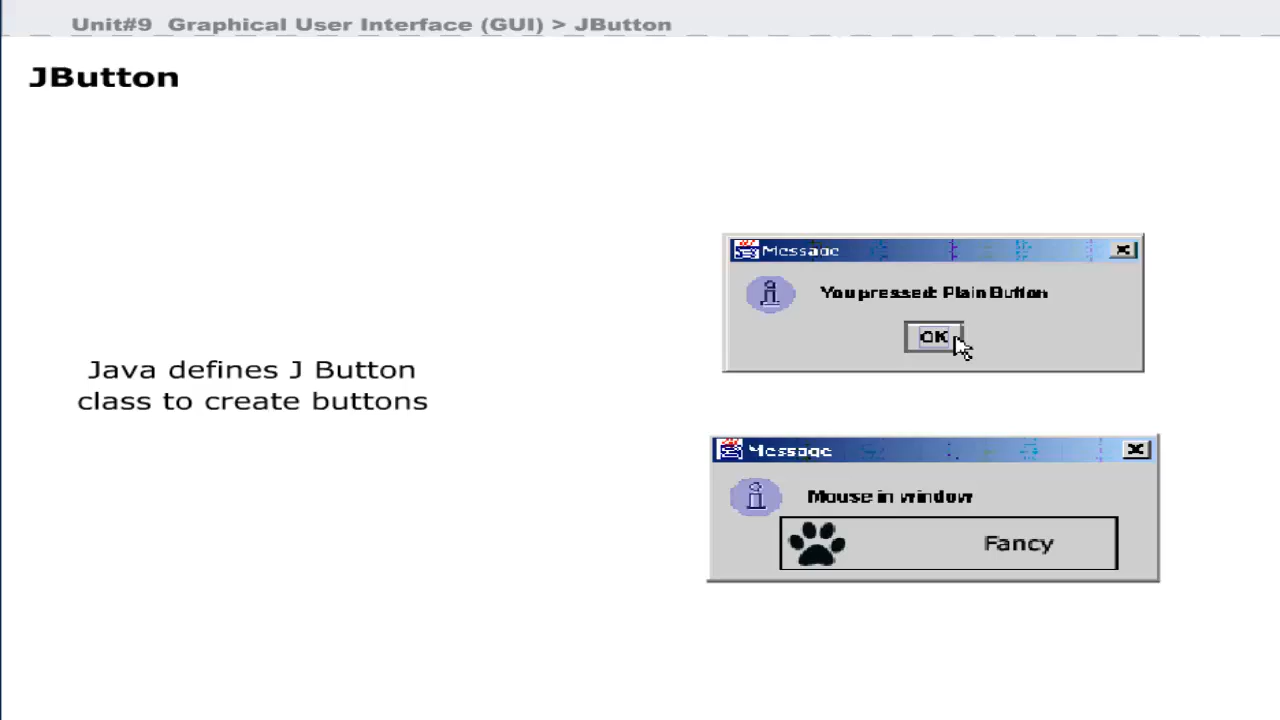 Unit#9 Graphical User Interface (GUI) > JButton
JButton
Java defines J Button
class to create buttons
Message
You pressed: Plain Button
OK
Message
Mouse in window
Fancy